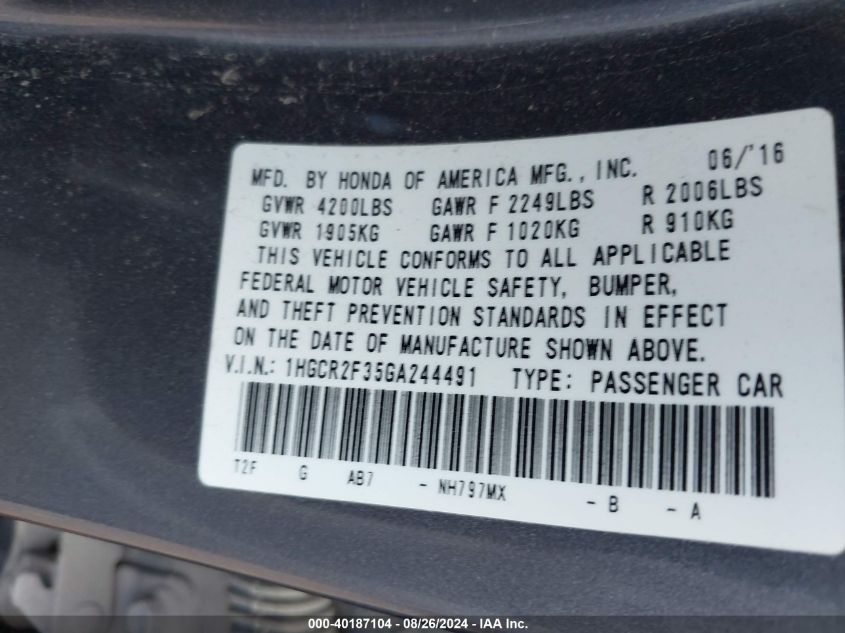 MFD. BY HONDA OF AMERICA MFG., INC. 06/'16
GVWR 4200LBS GAWR F 2249LBS R 2006LBS
GVWR 1905KG GAWR F 1020KG R 910KG
THIS VEHICLE CONFORMS TO ALL APPLICABLE
FEDERAL MOTOR VEHICLE SAFETY, BUMPER,
AND THEFT PREVENTION STANDARDS IN EFFECT
ON THE DATE OF MANUFACTURE SHOWN ABOVE.
V.I.N.: 1HGCR2F35GA244491 TYPE: PASSENGER CAR
T2F G AB7 - NH797MX - B - A
000-40187104 - 08/26/2024 - IAA Inc.